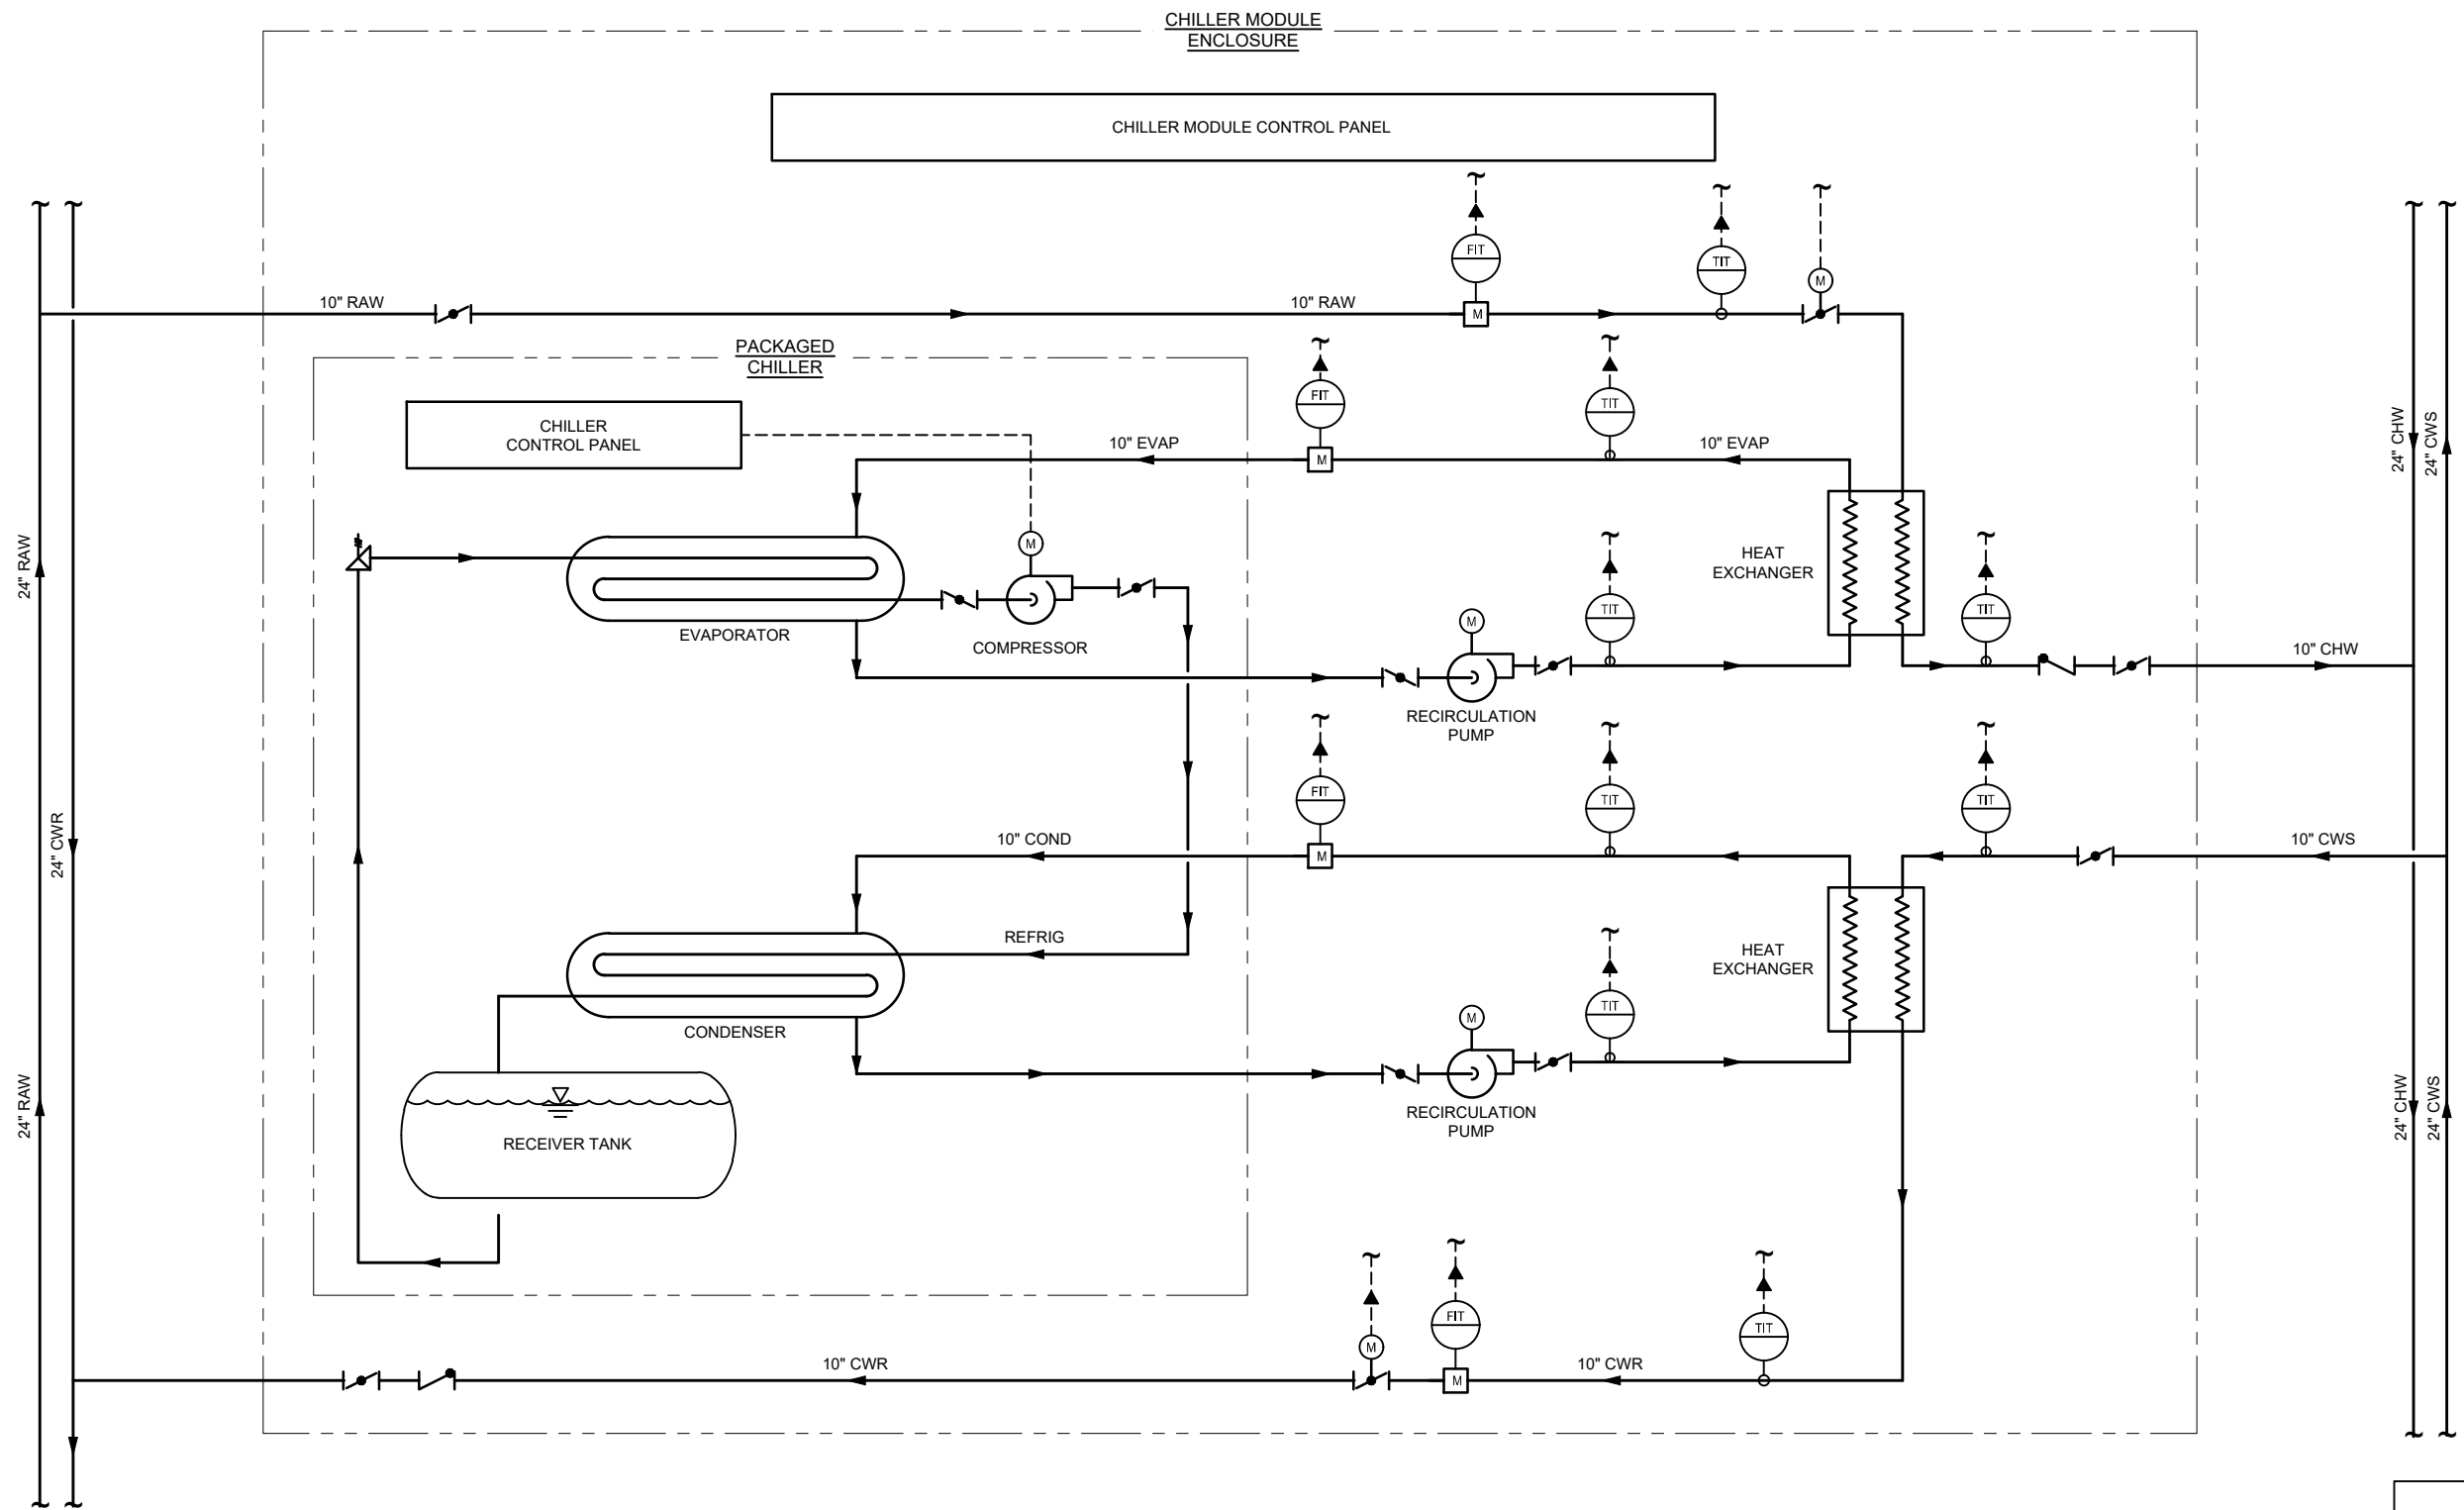 CHILLER MODULE
ENCLOSURE
CHILLER MODULE CONTROL PANEL
FIT
TIT
M
10" RAW
10" RAW
M
PACKAGED
CHILLER
FIT
TIT
CHILLER
CONTROL PANEL
10" EVAP
10" EVAP
M
24" CHW
24" CWS
24" RAW
M
HEAT
EXCHANGER
TIT
TIT
EVAPORATOR
COMPRESSOR
M
10" CHW
RECIRCULATION
PUMP
FIT
TIT
TIT
24" CWR
10" COND
M
10" CWS
REFRIG
HEAT
EXCHANGER
TIT
CONDENSER
M
24" RAW
RECEIVER TANK
RECIRCULATION
PUMP
24" CHW
24" CWS
M
FIT
TIT
10" CWR
M
10" CWR